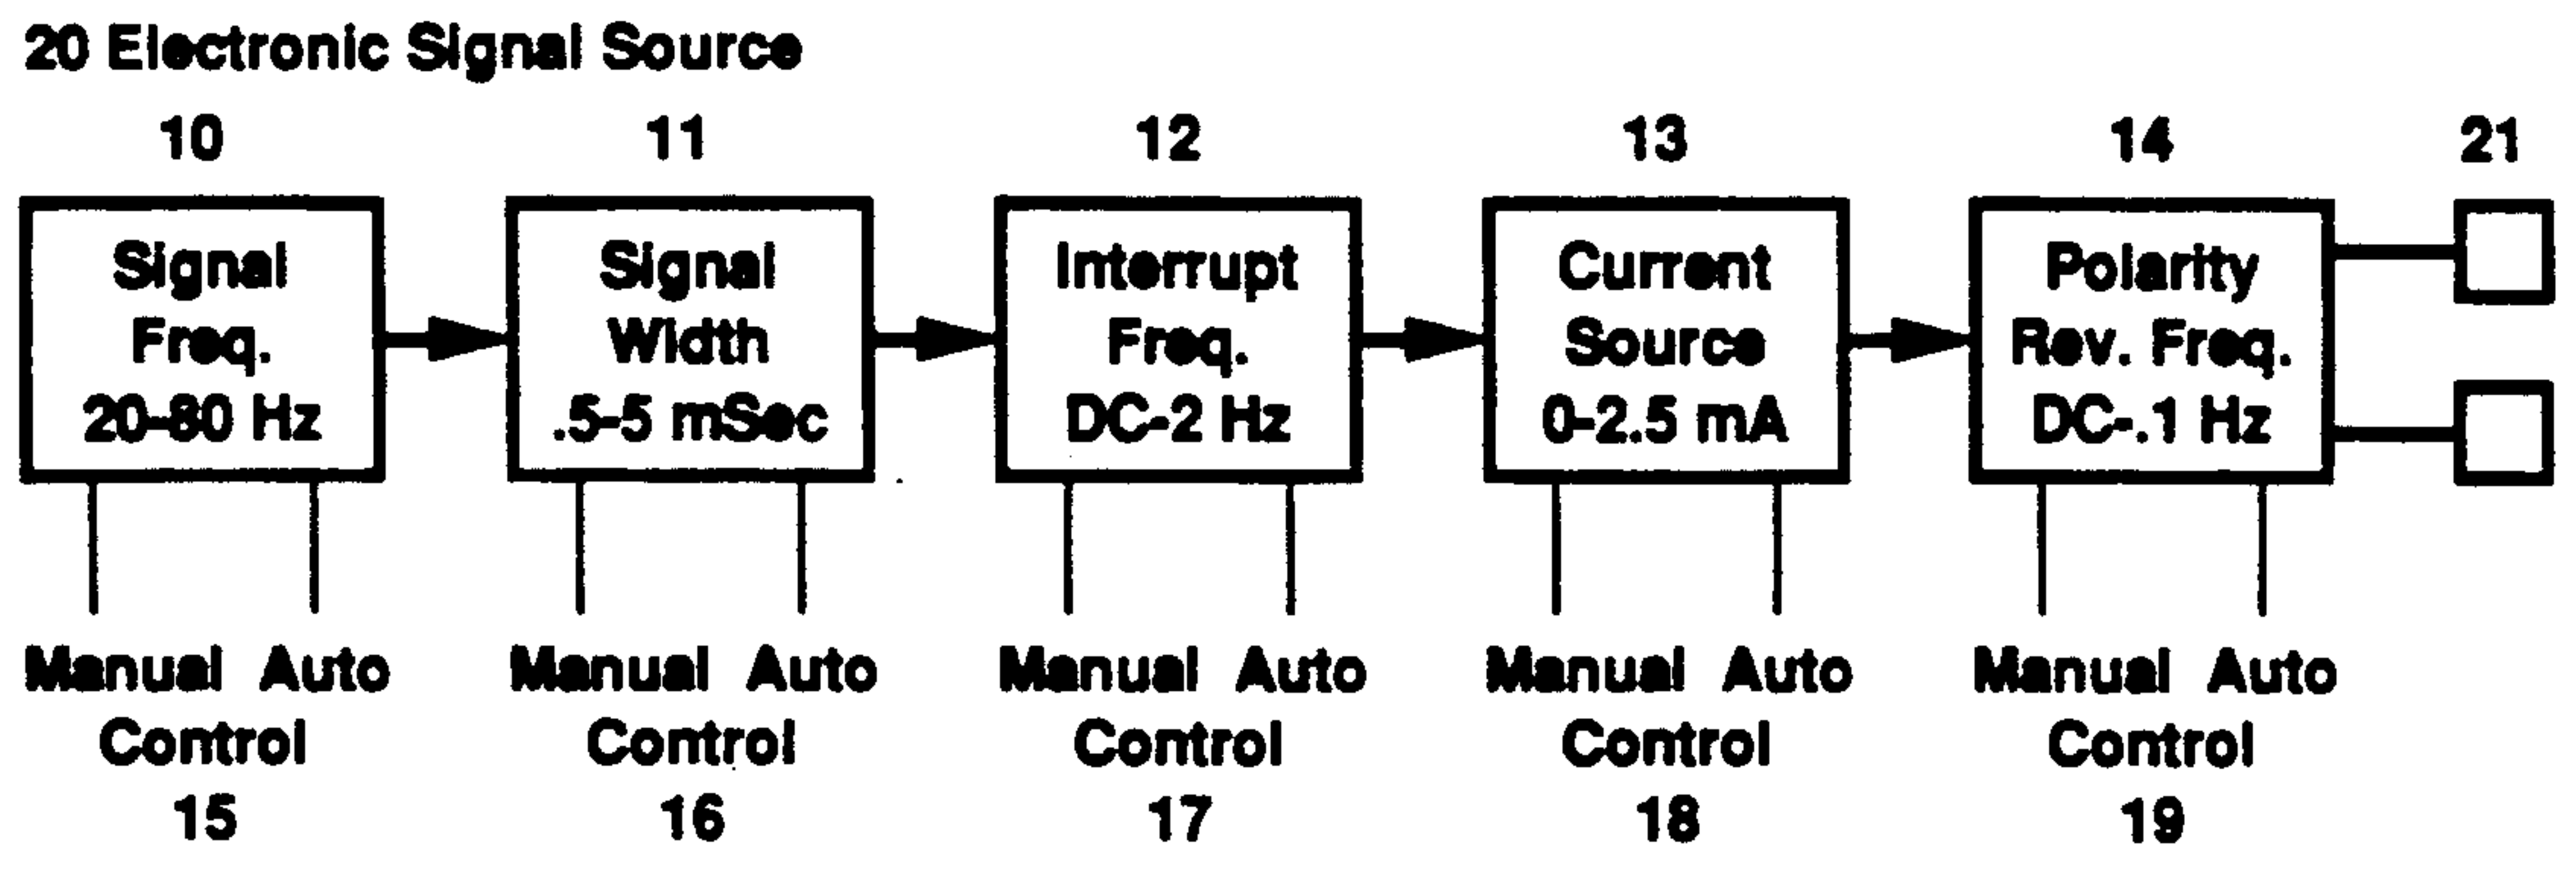 20 Electronic Signal Source
10 11 12 13 14 21
Signal
Freq.
20-80 Hz
Signal
Width
.5-5 mSec
Interrupt
Freq.
DC-2 Hz
Current
Source
0-2.5 mA
Polarity
Rev. Freq.
DC-.1 Hz
Manual Auto
Control
15
Manual Auto
Control
16
Manual Auto
Control
17
Manual Auto
Control
18
Manual Auto
Control
19